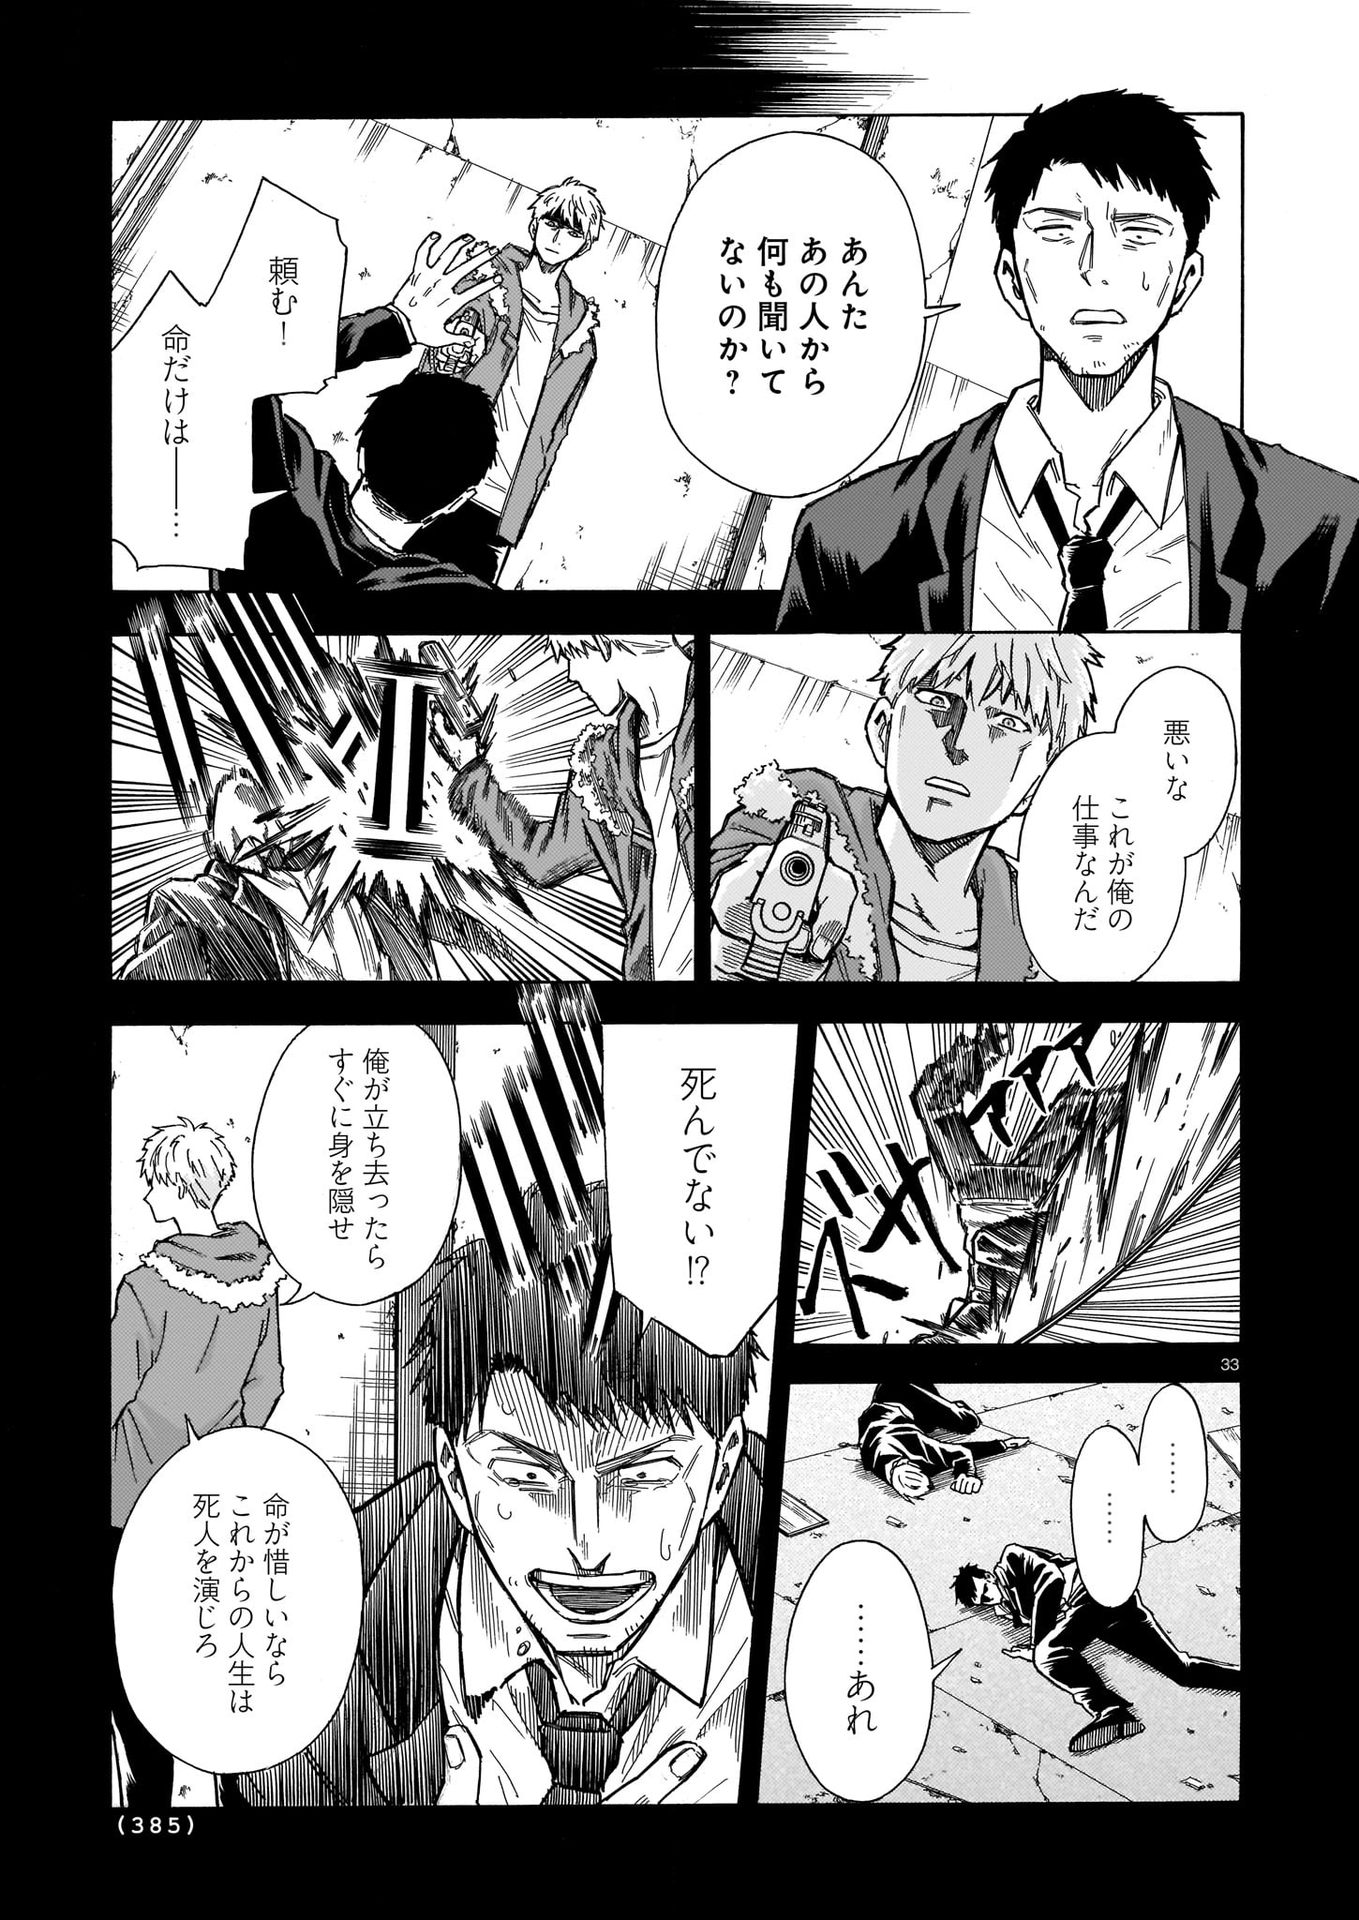 あんた
あの人から
何も聞いて
ないのか?
頼む!
命だけは――…
悪いな
これが俺の
仕事なんだ
……
……
……あれ
死んでない!?
俺が立ち去ったら
すぐに身を隠せ
命が惜しいなら
これからの人生は
死人を演じろ
33
(385)